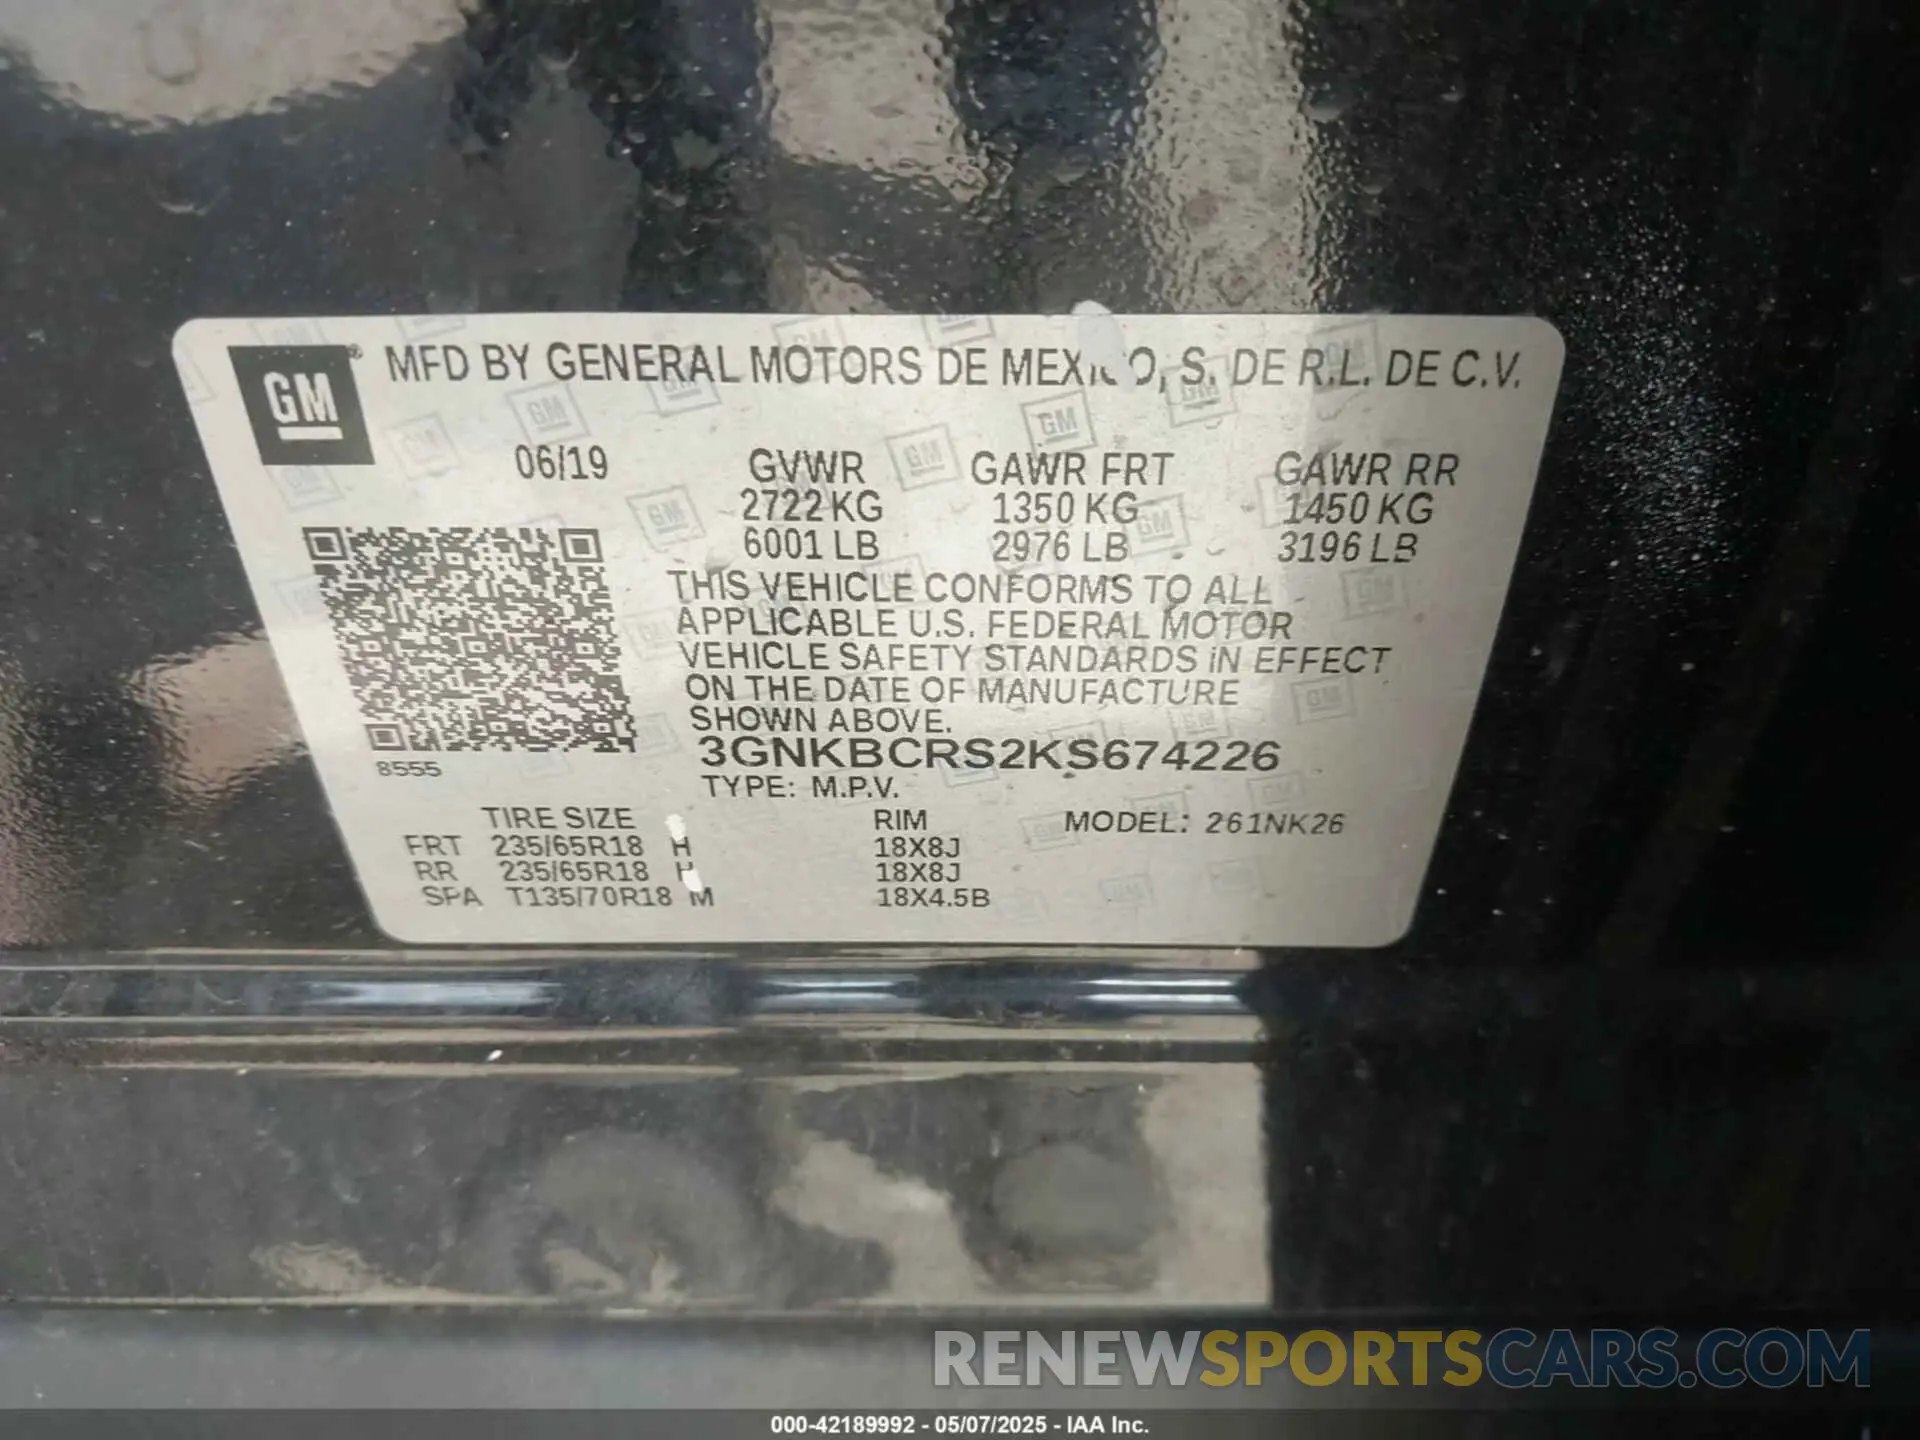 GM ® MFD BY GENERAL MOTORS DE MEXICO, S. DE R.L. DE C.V.
06/19 GVWR GAWR FRT GAWR RR
2722 KG 1350 KG 1450 KG
6001 LB 2976 LB 3196 LB
THIS VEHICLE CONFORMS TO ALL
APPLICABLE U.S. FEDERAL MOTOR
VEHICLE SAFETY STANDARDS IN EFFECT
ON THE DATE OF MANUFACTURE
SHOWN ABOVE.
3GNKBCRS2KS674226
8555
TYPE: M.P.V.
TIRE SIZE RIM MODEL: 261NK26
FRT 235/65R18 H 18X8J
RR 235/65R18 H 18X8J
SPA T135/70R18 M 18X4.5B
RENEWSPORTSCARS.COM
000-42189992 - 05/07/2025 - IAA Inc.